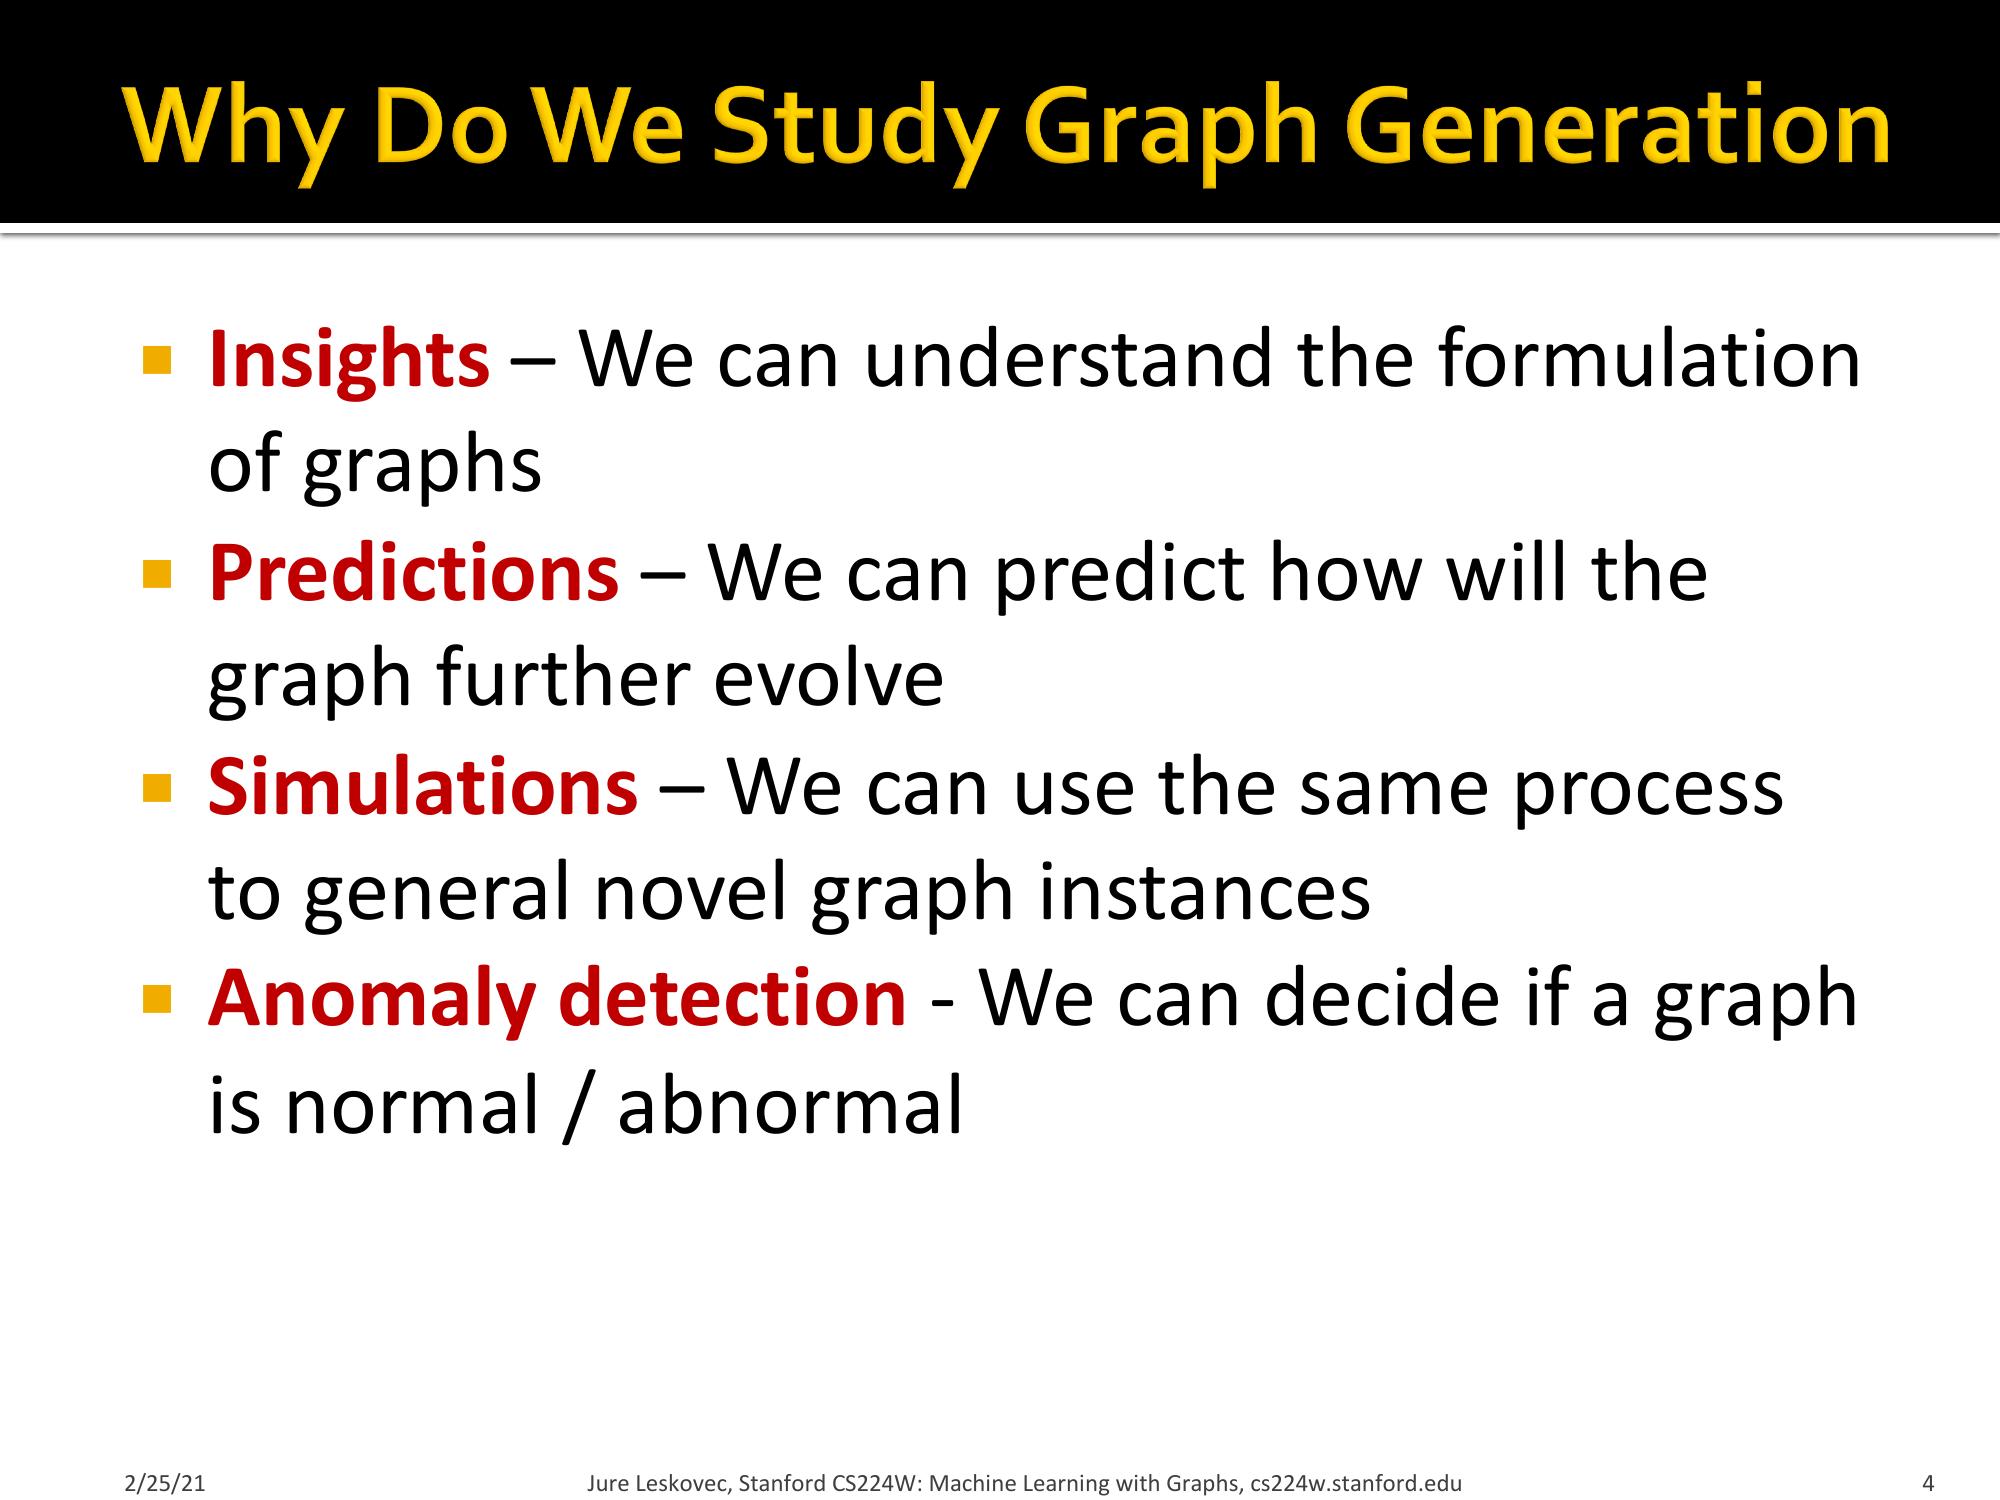 Why Do We Study Graph Generation
Insights – We can understand the formulation
of graphs
Predictions – We can predict how will the
graph further evolve
Simulations – We can use the same process
to general novel graph instances
Anomaly detection - We can decide if a graph
is normal / abnormal
2/25/21
Jure Leskovec, Stanford CS224W: Machine Learning with Graphs, cs224w.stanford.edu
4